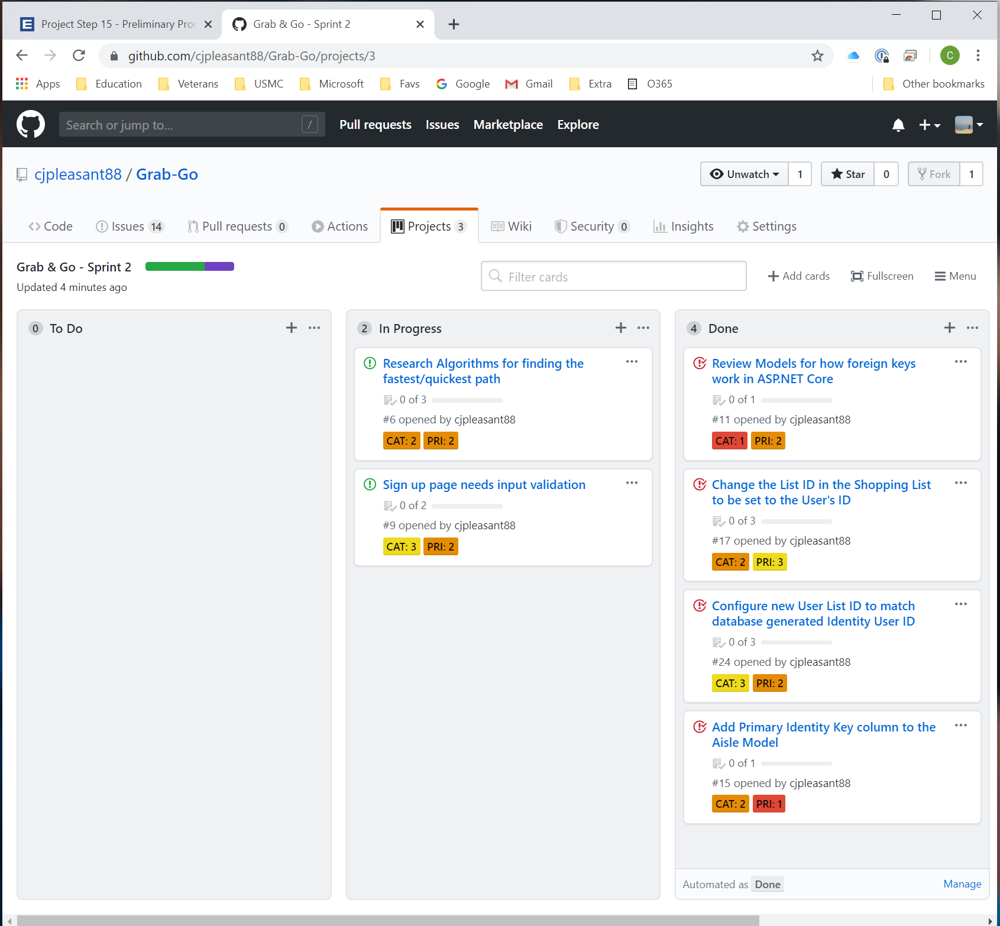 Project Step 15 - Preliminary Pro
Grab & Go - Sprint 2
github.com/cjpleasant88/Grab-Go/projects/3
C
Apps
Education
Veterans
USMC
Microsoft
Favs
Google
Gmail
Extra
O365
Other bookmarks
Search or jump to...
/
Pull requests
Issues
Marketplace
Explore
cjpleasant88 / Grab-Go
Unwatch 1
Star 0
Fork 1
Code
Issues 14
Pull requests 0
Actions
Projects 3
Wiki
Security 0
Insights
Settings
Grab & Go - Sprint 2
Updated 4 minutes ago
Filter cards
Add cards
Fullscreen
Menu
0 To Do
2 In Progress
Research Algorithms for finding the
fastest/quickest path
0 of 3
#6 opened by cjpleasant88
CAT: 2 PRI: 2
Sign up page needs input validation
0 of 2
#9 opened by cjpleasant88
CAT: 3 PRI: 2
4 Done
Review Models for how foreign keys
work in ASP.NET Core
0 of 1
#11 opened by cjpleasant88
CAT: 1 PRI: 2
Change the List ID in the Shopping List
to be set to the User's ID
0 of 3
#17 opened by cjpleasant88
CAT: 2 PRI: 3
Configure new User List ID to match
database generated Identity User ID
0 of 3
#24 opened by cjpleasant88
CAT: 3 PRI: 2
Add Primary Identity Key column to the
Aisle Model
0 of 1
#15 opened by cjpleasant88
CAT: 2 PRI: 1
Automated as Done
Manage